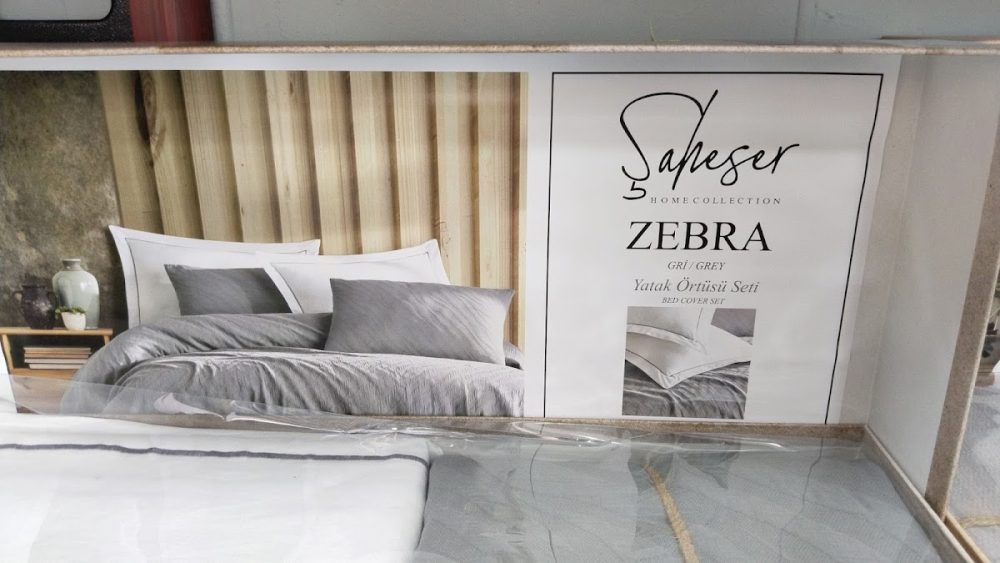 Şaheser
HOME COLLECTION
ZEBRA
GRİ / GREY
Yatak Örtüsü Seti
BED COVER SET